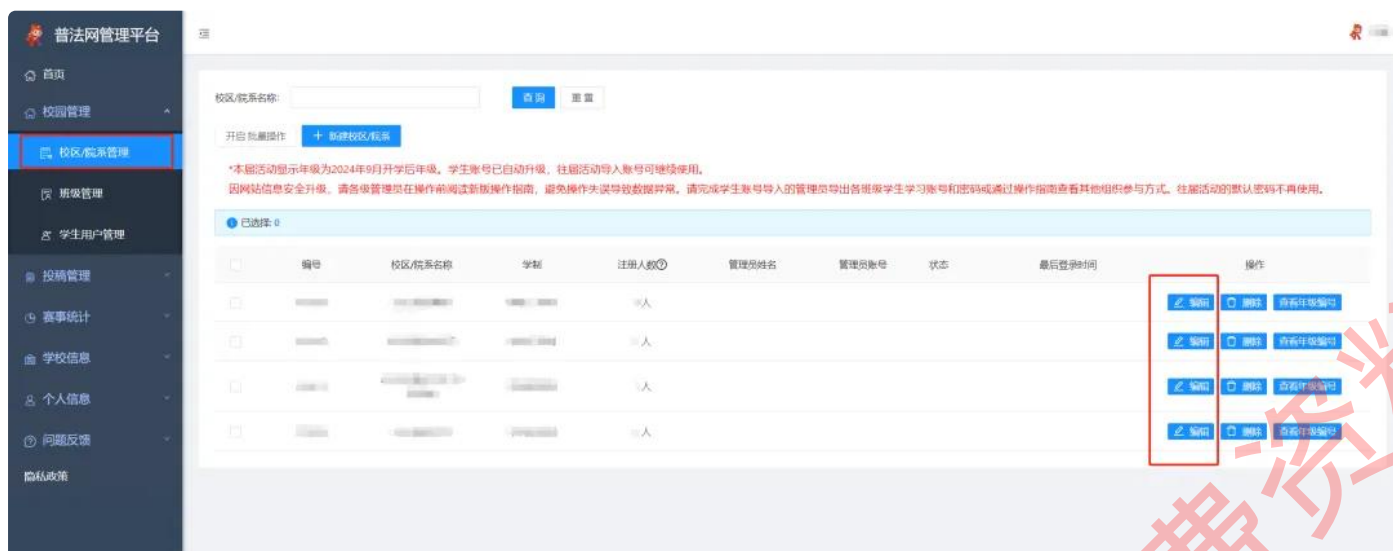 普法网管理平台
首页
校园管理
校区/院系管理
班级管理
学生用户管理
投稿管理
赛事统计
学校信息
个人信息
问题反馈
隐私政策
校区/院系名称:
查询 重置
开启批量操作 + 新建校区/院系
*本届活动显示年级为2024年9月开学后年级。学生账号已自动升级，往届活动导入账号可继续使用。
因网站信息安全升级，请各级管理员在操作前阅读新版操作指南，避免操作失误导致数据异常。请完成学生账号导入的管理员导出各班级学生学习账号和密码或通过操作指南查看其他组织参与方式。往届活动的默认密码不再使用。
已选择: 0
编号 校区/院系名称 学制 注册人数? 管理员姓名 管理员账号 状态 最后登录时间 操作
人 编辑 删除 查看年级编号
人 编辑 删除 查看年级编号
人 编辑 删除 查看年级编号
人 编辑 删除 查看年级编号
费资料